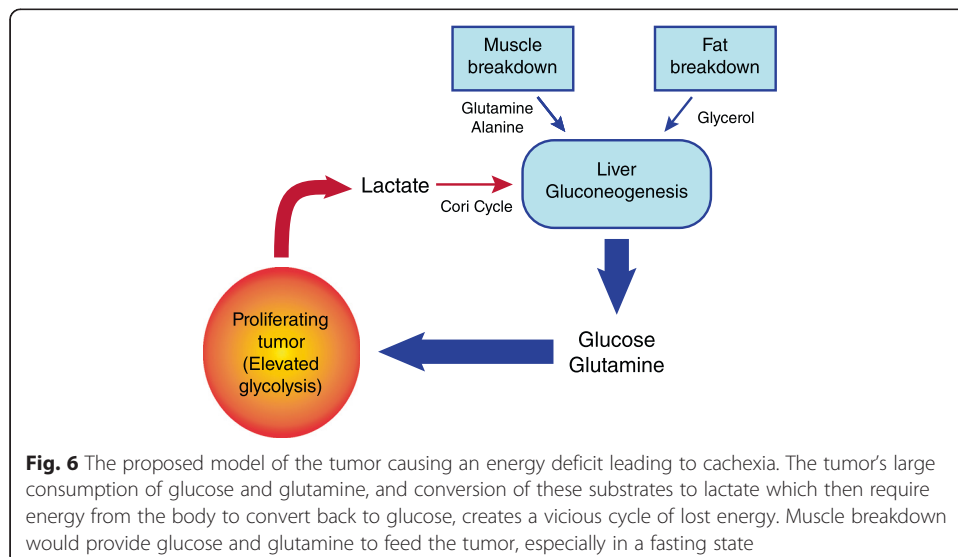 Muscle
breakdown
Fat
breakdown
Glutamine
Alanine
Glycerol
Liver
Gluconeogenesis
Lactate
Cori Cycle
Proliferating
tumor
(Elevated
glycolysis)
Glucose
Glutamine
Fig. 6 The proposed model of the tumor causing an energy deficit leading to cachexia. The tumor's large
consumption of glucose and glutamine, and conversion of these substrates to lactate which then require
energy from the body to convert back to glucose, creates a vicious cycle of lost energy. Muscle breakdown
would provide glucose and glutamine to feed the tumor, especially in a fasting state